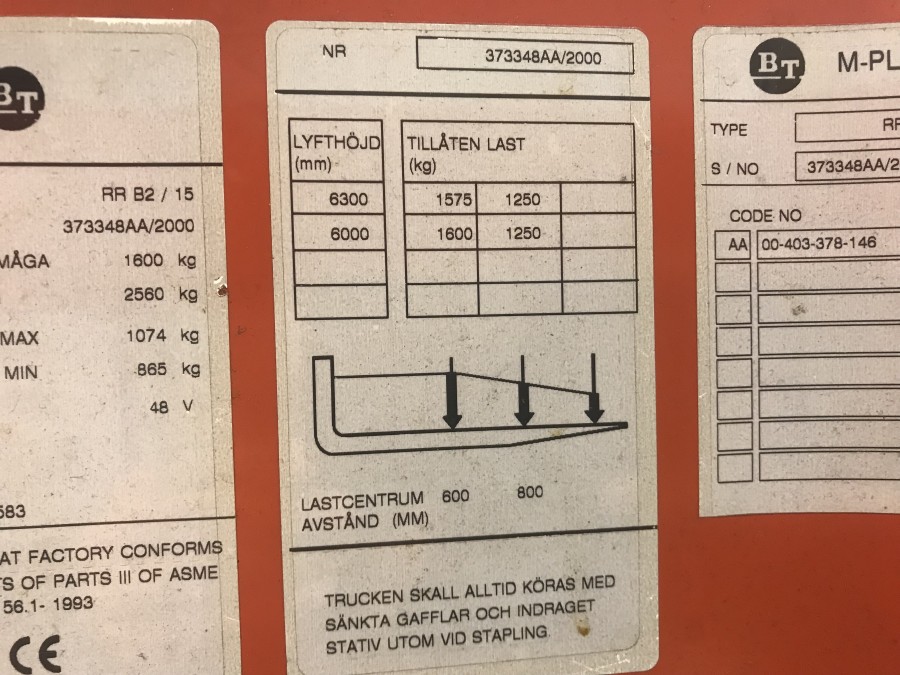 BT
RR B2 / 15
373348AA/2000
1600 kg
2560 kg
MAX 1074 kg
MIN 865 kg
48 V
583
AT FACTORY CONFORMS
OF PARTS III OF ASME
56.1- 1993
CE
NR 373348AA/2000
LYFTHÖJD TILLÅTEN LAST
(mm) (kg)
6300 1575 1250
6000 1600 1250
LASTCENTRUM 600 800
AVSTÅND (MM)
TRUCKEN SKALL ALLTID KÖRAS MED
SÄNKTA GAFFLAR OCH INDRAGET
STATIV UTOM VID STAPLING
BT M-PL
TYPE RR
S / NO 373348AA/2
CODE NO
AA 00-403-378-146